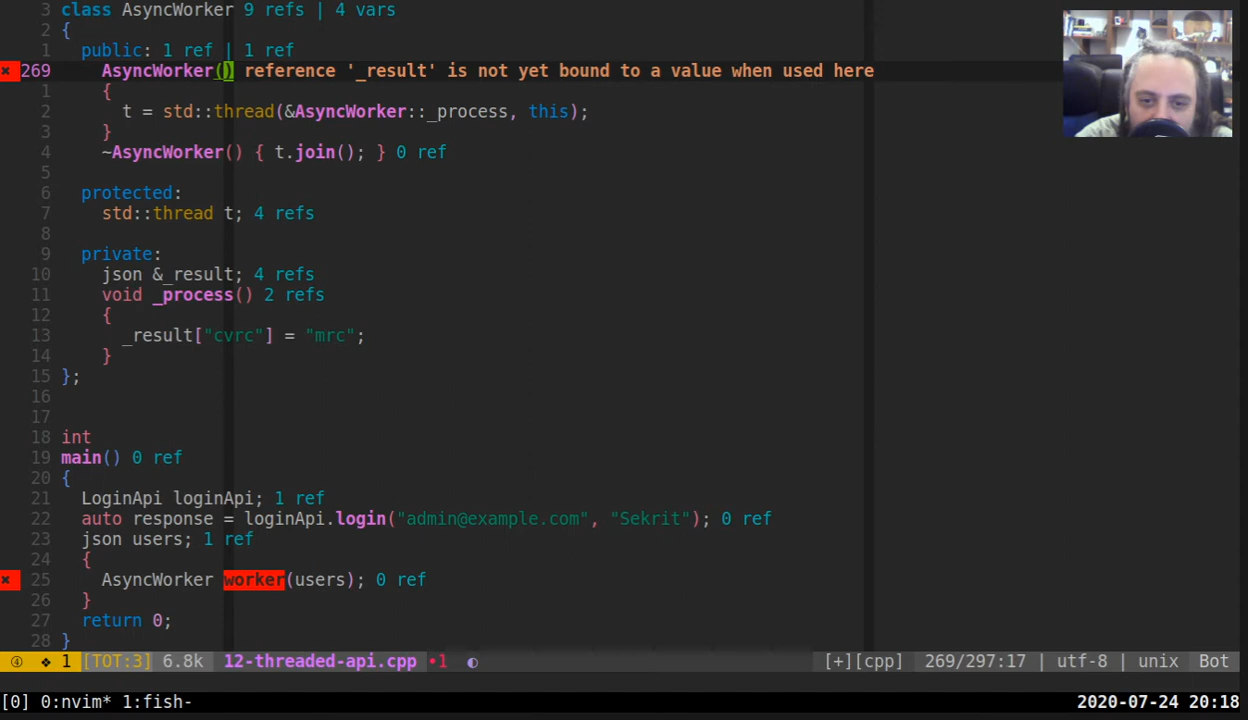 3 class AsyncWorker 9 refs | 4 vars
2 {
1 public: 1 ref | 1 ref
✖ 269 AsyncWorker() reference '_result' is not yet bound to a value when used here
1 {
2 t = std::thread(&AsyncWorker::_process, this);
3 }
4 ~AsyncWorker() { t.join(); } 0 ref
5
6 protected:
7 std::thread t; 4 refs
8
9 private:
10 json &_result; 4 refs
11 void _process() 2 refs
12 {
13 _result["cvrc"] = "mrc";
14 }
15 };
16
17
18 int
19 main() 0 ref
20 {
21 LoginApi loginApi; 1 ref
22 auto response = loginApi.login("admin@example.com", "Sekrit"); 0 ref
23 json users; 1 ref
24 {
✖ 25 AsyncWorker worker(users); 0 ref
26 }
27 return 0;
28 }
④ ❖ 1 [TOT:3] 6.8k 12-threaded-api.cpp •1 ◐ [+][cpp] 269/297:17 | utf-8 | unix Bot
[0] 0:nvim* 1:fish- 2020-07-24 20:18